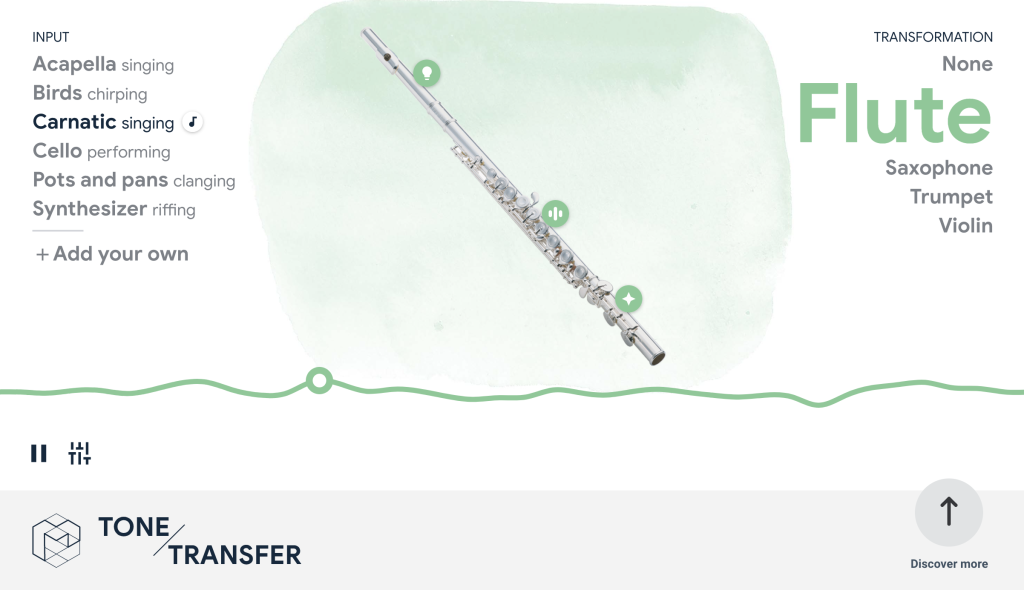 INPUT
Acapella singing
Birds chirping
Carnatic singing
Cello performing
Pots and pans clanging
Synthesizer riffing
+ Add your own
TRANSFORMATION
None
Flute
Saxophone
Trumpet
Violin
TONE
TRANSFER
Discover more